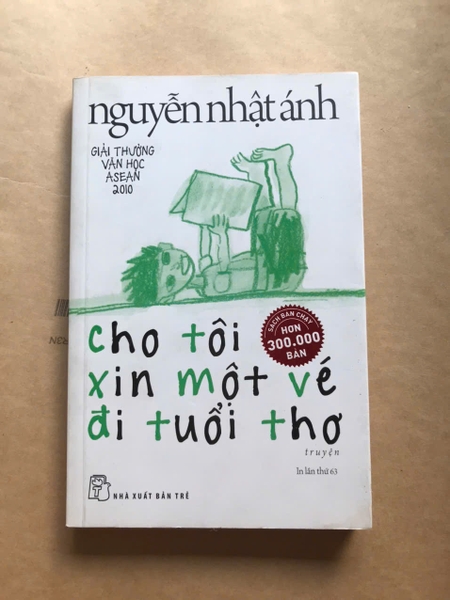 nguyễn nhật ánh
GIẢI THƯỞNG
VĂN HỌC
ASEAN
2010
SÁCH BÁN CHẠY
HƠN
300.000
BẢN
cho tôi
xin một vé
đi tuổi thơ
truyện
In lần thứ 63
NHÀ XUẤT BẢN TRẺ